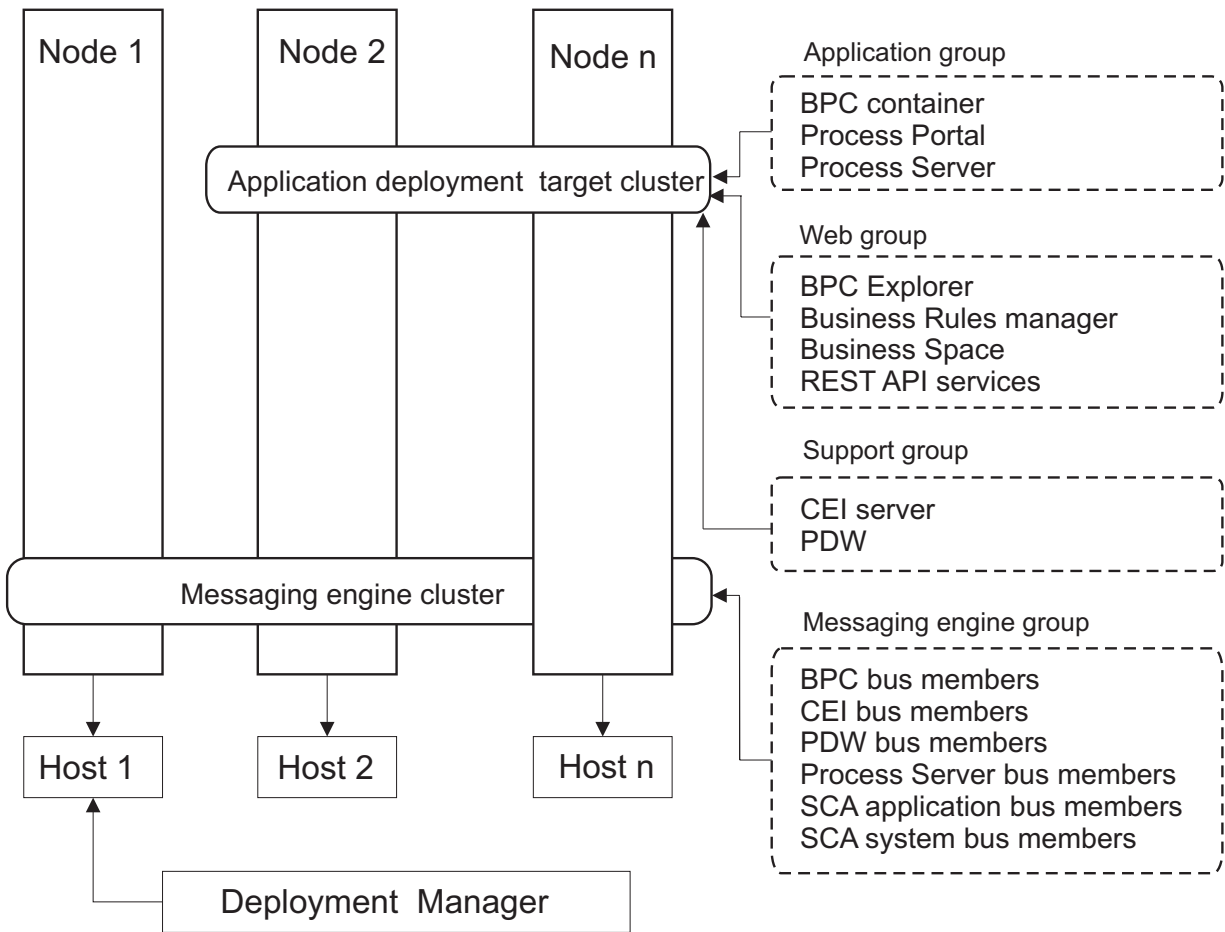 Node 1
Node 2
Node n
Application deployment target cluster
Messaging engine cluster
Host 1
Host 2
Host n
Deployment Manager
Application group
BPC container
Process Portal
Process Server
Web group
BPC Explorer
Business Rules manager
Business Space
REST API services
Support group
CEI server
PDW
Messaging engine group
BPC bus members
CEI bus members
PDW bus members
Process Server bus members
SCA application bus members
SCA system bus members